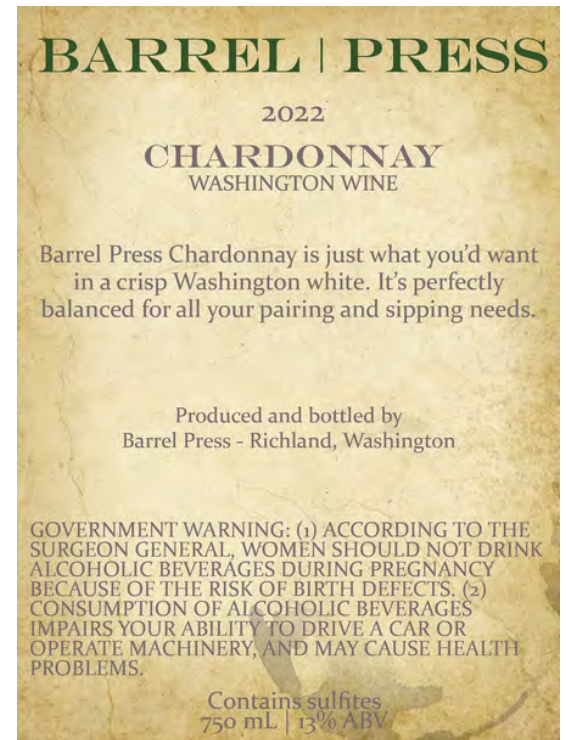 BARREL | PRESS
2022
CHARDONNAY
WASHINGTON WINE
Barrel Press Chardonnay is just what you’d want
in a crisp Washington white. It’s perfectly
balanced for all your pairing and sipping needs.
Produced and bottled by
Barrel Press - Richland, Washington
GOVERNMENT WARNING: (1) ACCORDING TO THE
SURGEON GENERAL, WOMEN SHOULD NOT DRINK
ALCOHOLIC BEVERAGES DURING PREGNANCY
BECAUSE OF THE RISK OF BIRTH DEFECTS. (2)
CONSUMPTION OF ALCOHOLIC BEVERAGES
IMPAIRS YOUR ABILITY TO DRIVE A CAR OR
OPERATE MACHINERY, AND MAY CAUSE HEALTH
PROBLEMS.
Contains sulfites
750 mL | 13% ABV